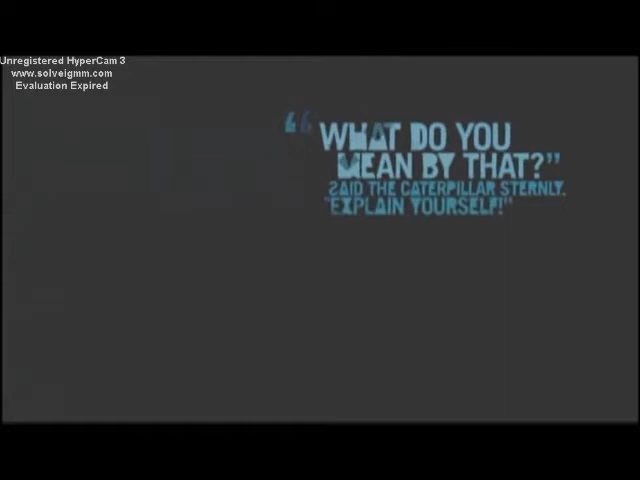 Unregistered HyperCam 3
www.solveigmm.com
Evaluation Expired
“WHAT DO YOU
MEAN BY THAT?”
SAID THE CATERPILLAR STERNLY.
“EXPLAIN YOURSELF!”